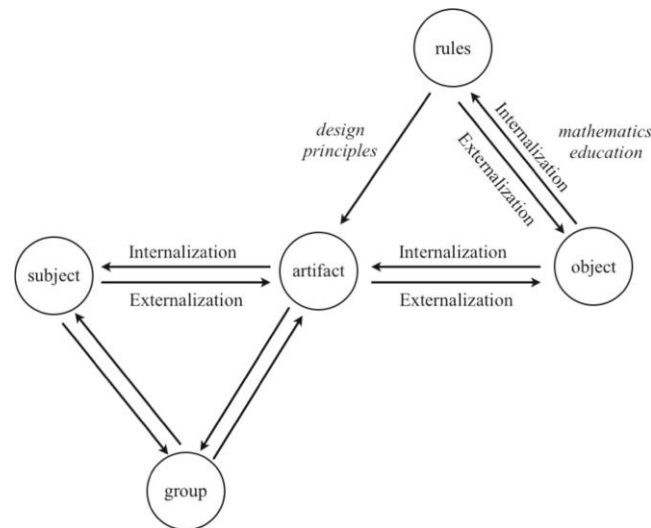 rules
design
principles
Internalization
Externalization
mathematics
education
subject
Internalization
Externalization
artifact
Internalization
Externalization
object
group